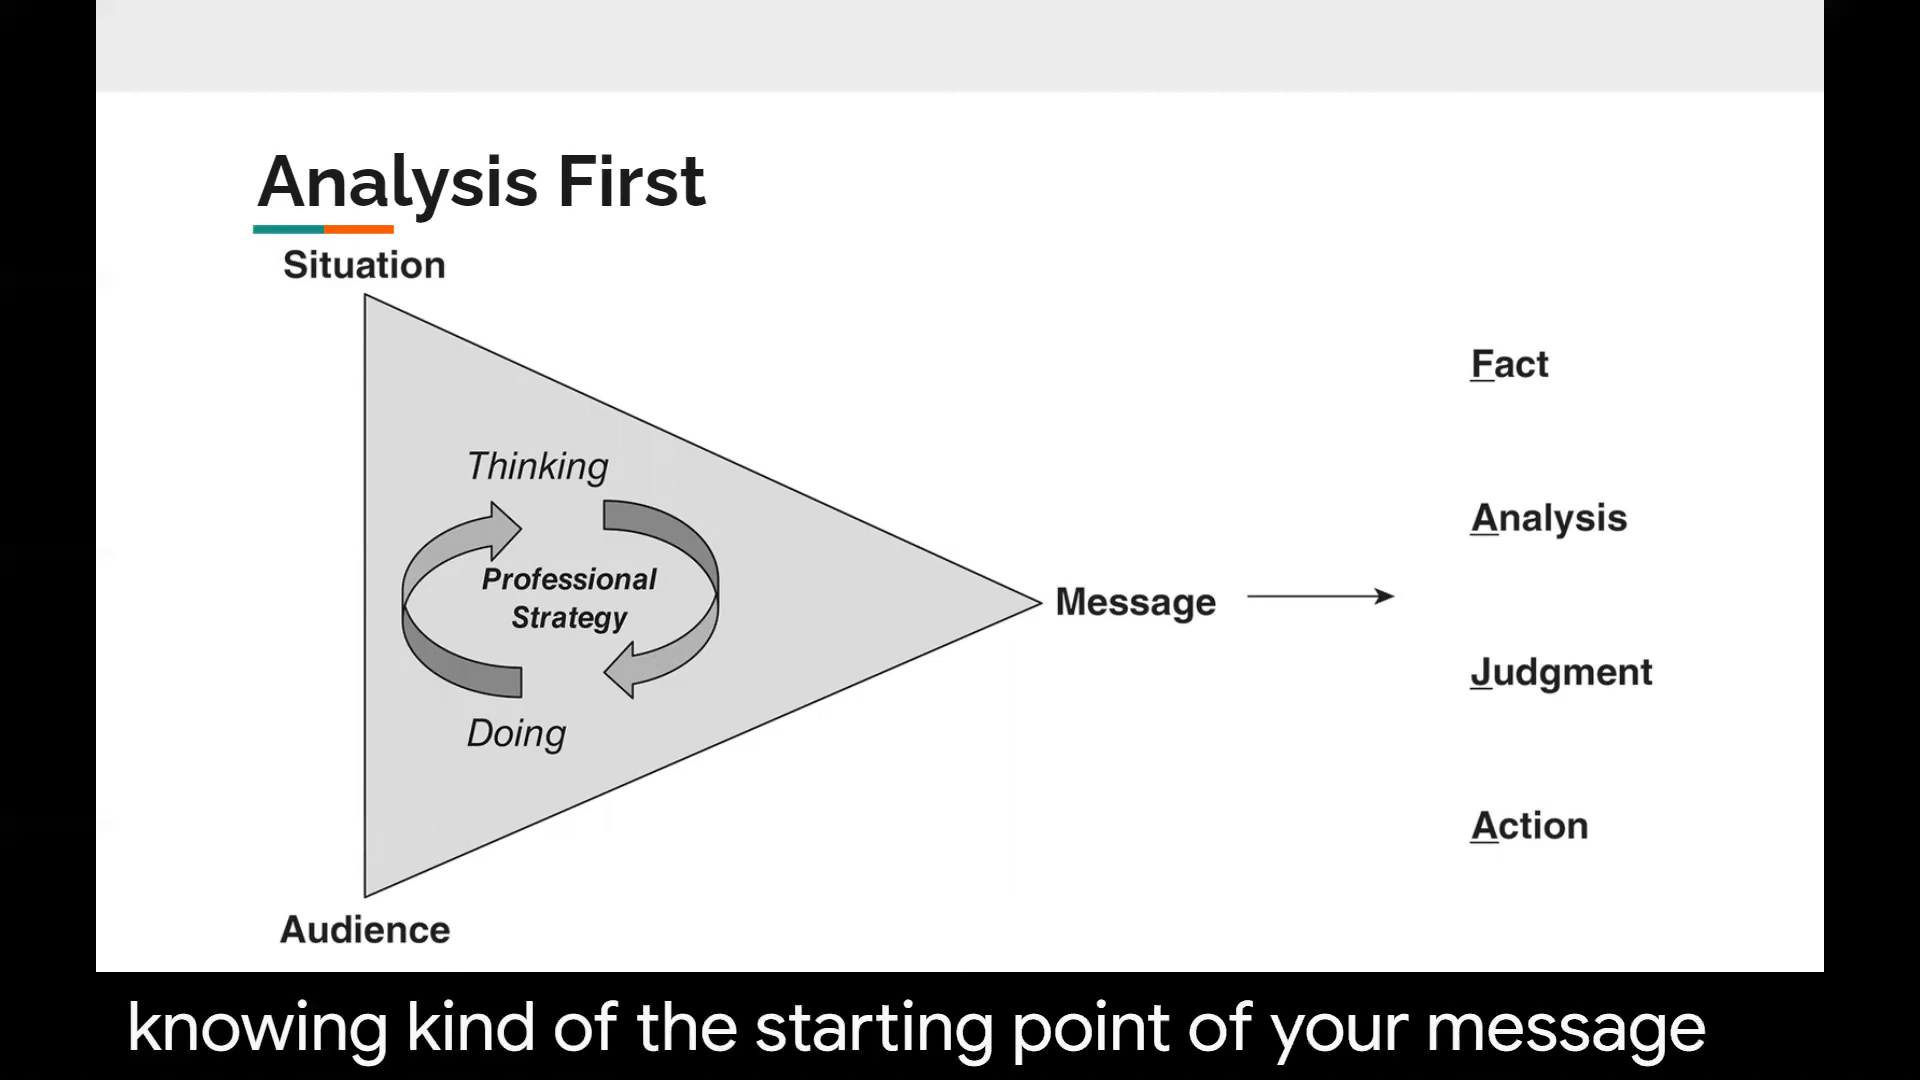 Analysis First
Situation
Thinking
Professional
Strategy
Doing
Audience
Message
Fact
Analysis
Judgment
Action
knowing kind of the starting point of your message